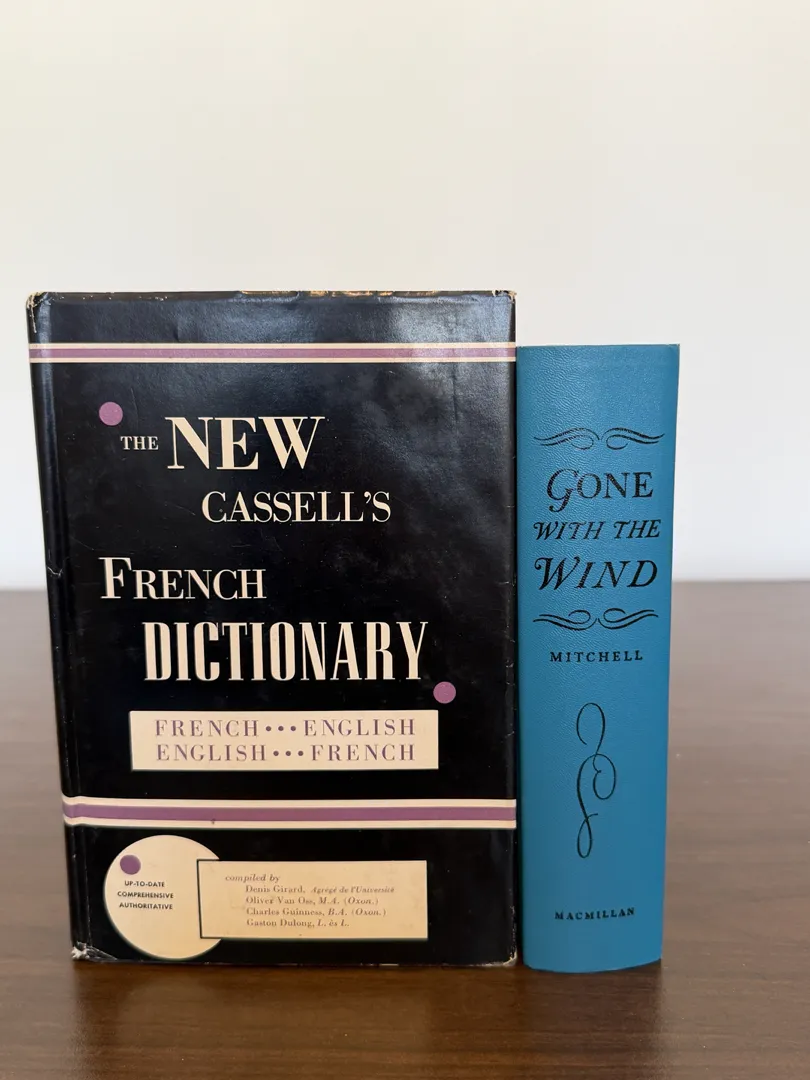 THE NEW
CASSELL'S
FRENCH
DICTIONARY
FRENCH•••ENGLISH
ENGLISH•••FRENCH
UP-TO-DATE
COMPREHENSIVE
AUTHORITATIVE
compiled by
Denis Girard, Agrégé de l'Université
Oliver Van Oss, M.A. (Oxon.)
Charles Guinness, B.A. (Oxon.)
Gaston Dulong, L. ès L.
GONE
WITH THE
WIND
MITCHELL
MACMILLAN